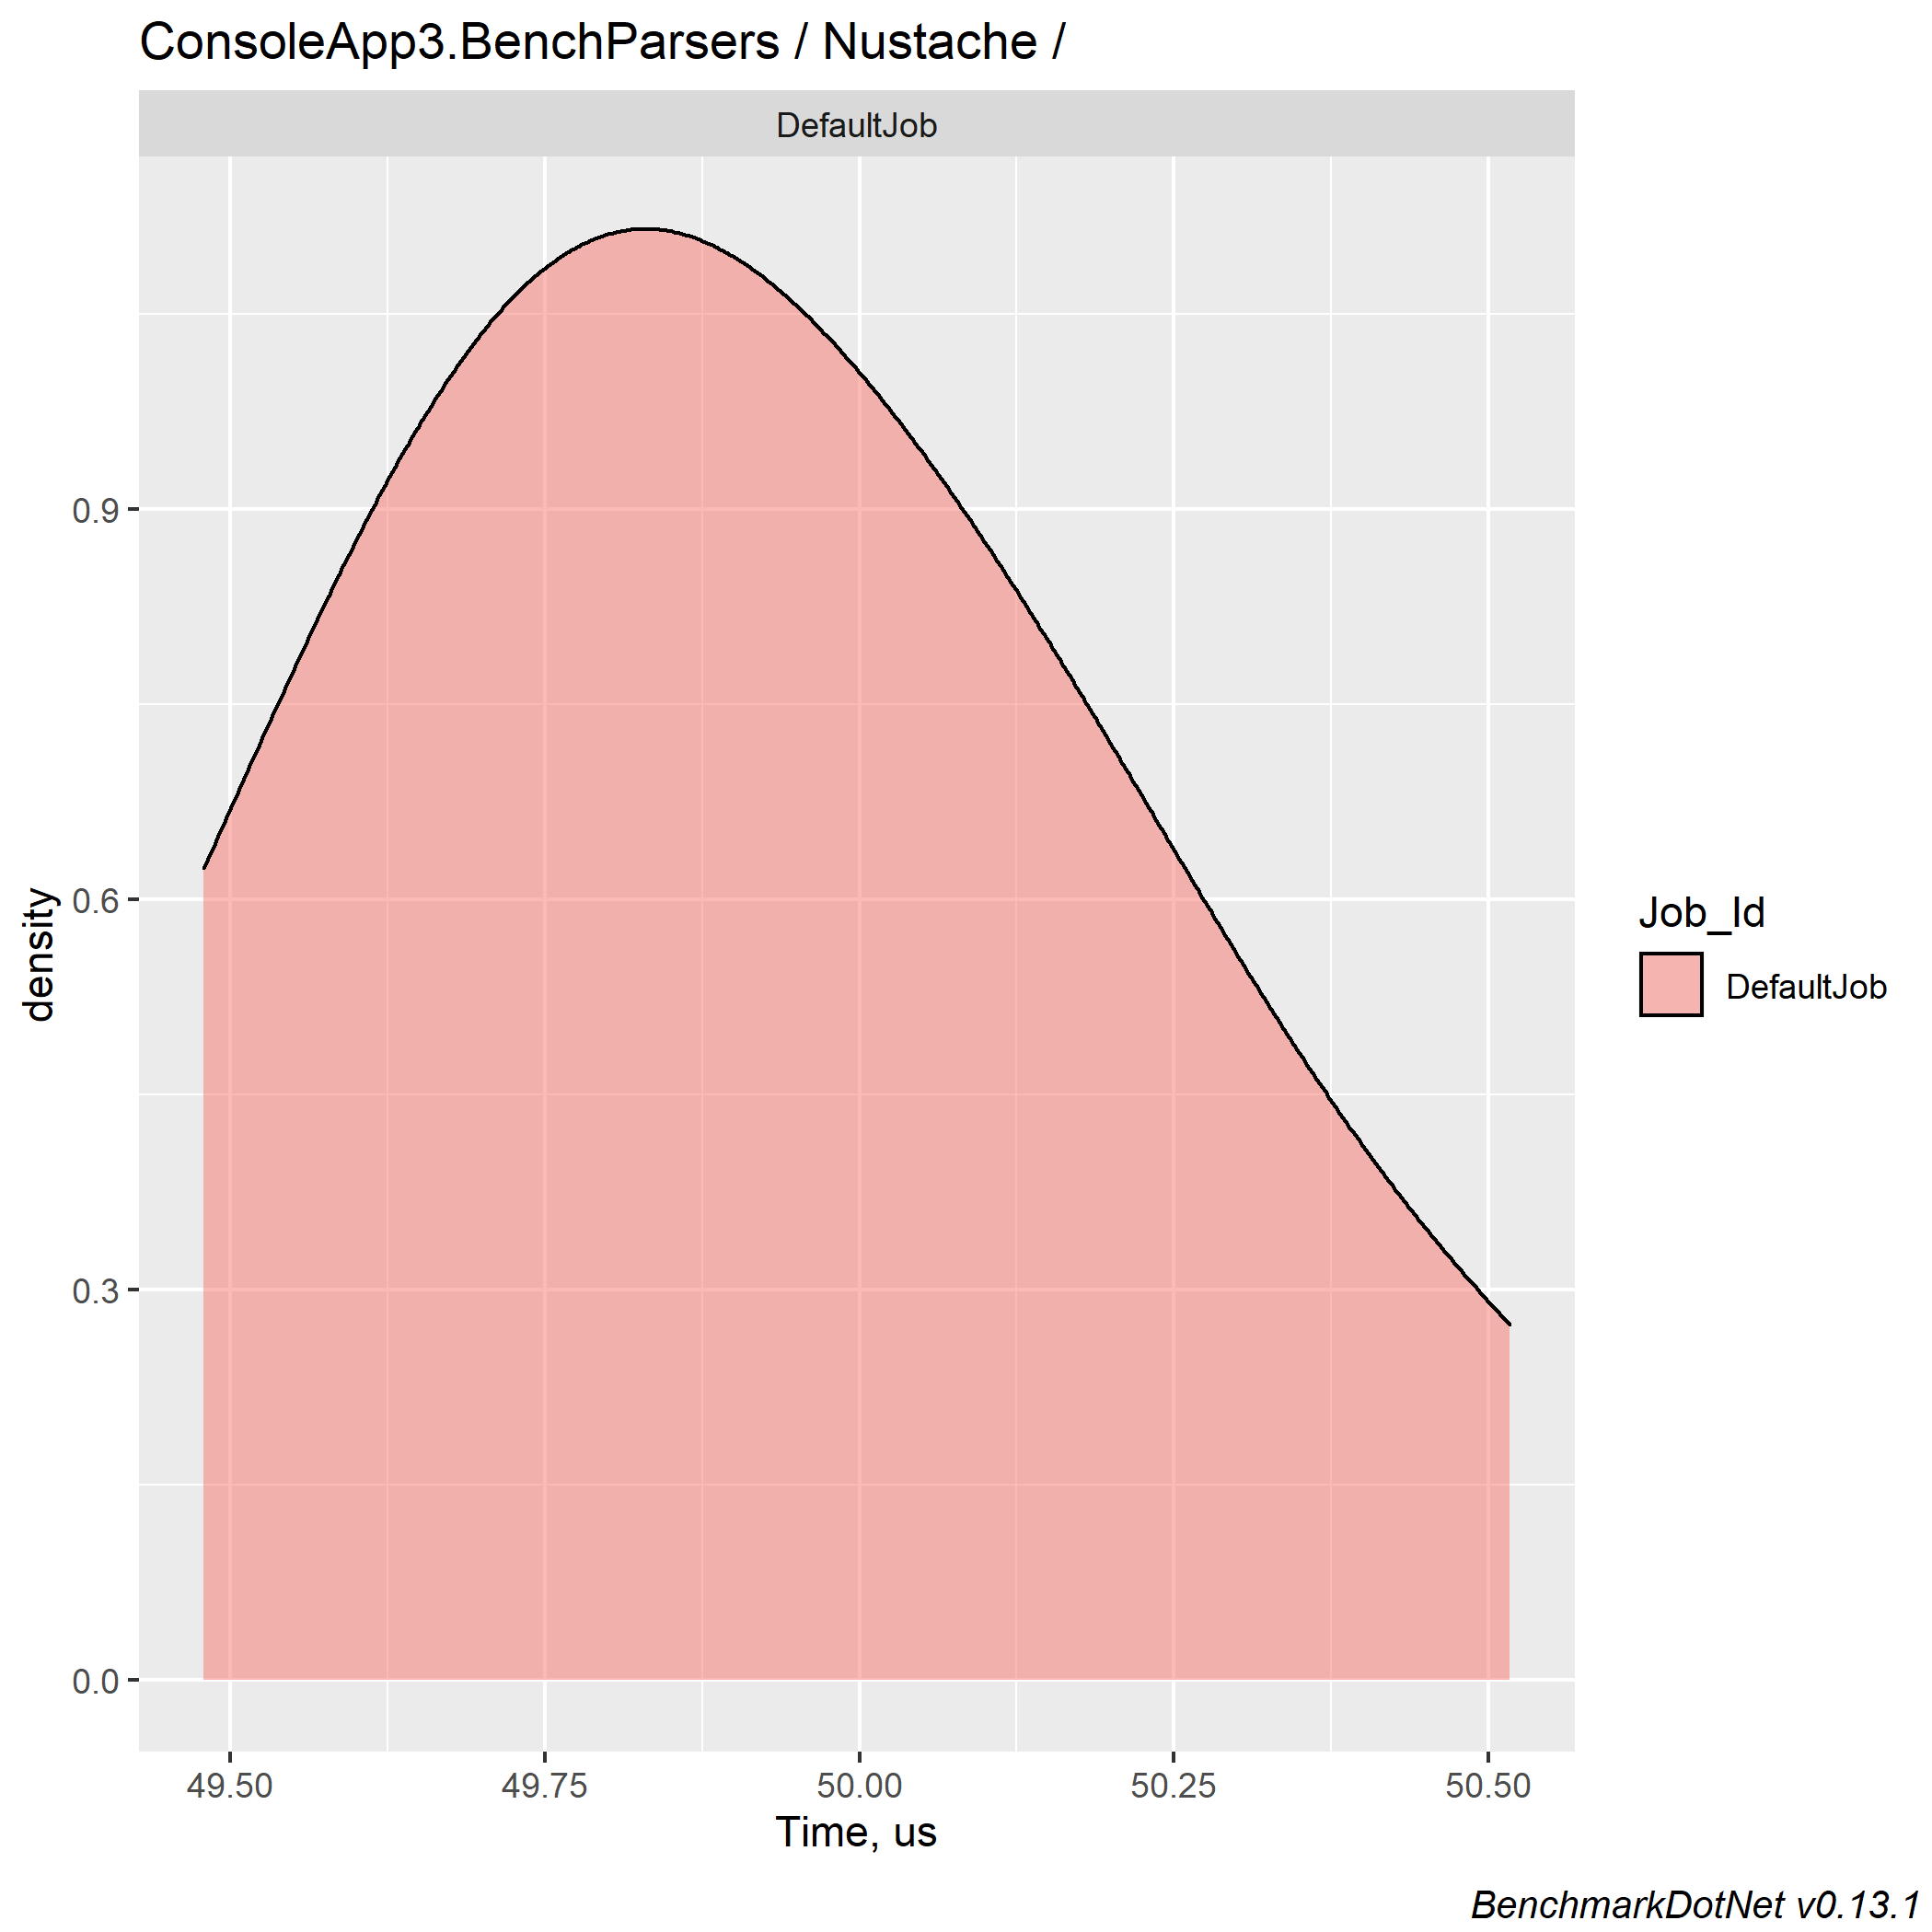 ConsoleApp3.BenchParsers / Nustache /
DefaultJob
density
0.9
0.6
0.3
0.0
49.50 49.75 50.00 50.25 50.50
Time, us
Job_Id
DefaultJob
BenchmarkDotNet v0.13.1